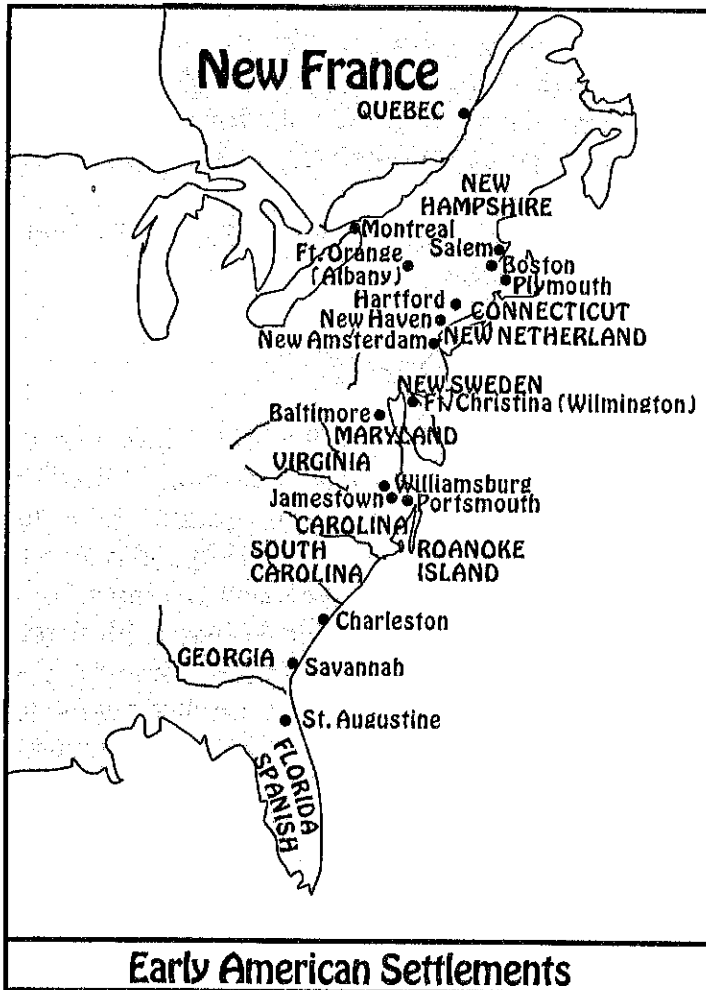 New France
QUEBEC
NEW
HAMPSHIRE
Montreal
Salem
Ft. Orange
(Albany)
Boston
Plymouth
Hartford
CONNECTICUT
New Haven
NEW NETHERLAND
New Amsterdam
NEW SWEDEN
Ft. Christina (Wilmington)
Baltimore
MARYLAND
VIRGINIA
Williamsburg
Jamestown
Portsmouth
CAROLINA
SOUTH
CAROLINA
ROANOKE
ISLAND
Charleston
GEORGIA
Savannah
St. Augustine
FLORIDA
SPANISH
Early American Settlements